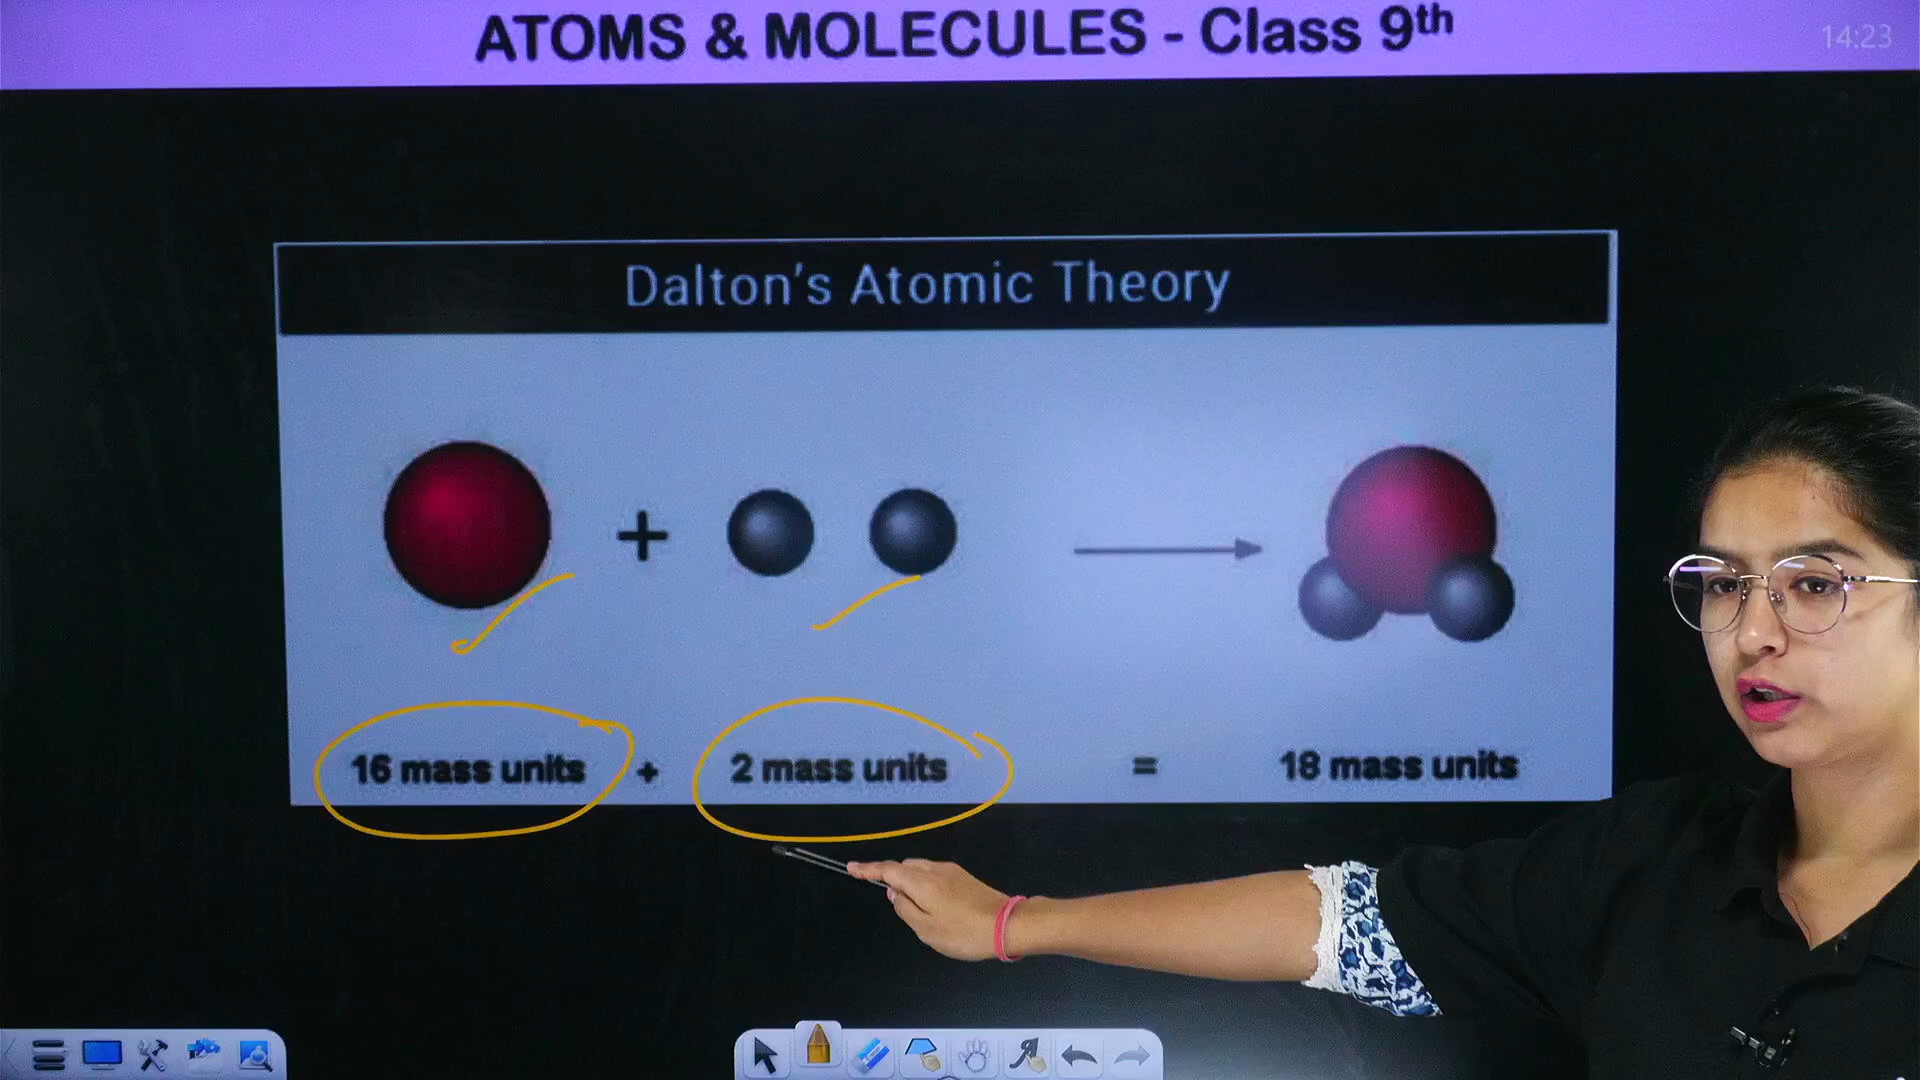 ATOMS & MOLECULES - Class 9th
14:23
Dalton's Atomic Theory
+
16 mass units + 2 mass units = 18 mass units